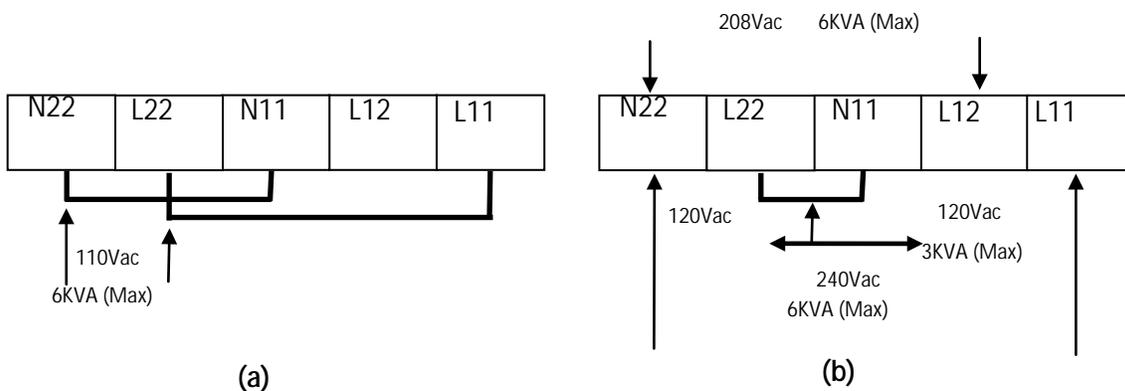 208Vac 6KVA (Max)
N22 L22 N11 L12 L11
110Vac
6KVA (Max)
(a)
N22 L22 N11 L12 L11
120Vac
120Vac
3KVA (Max)
240Vac
6KVA (Max)
(b)